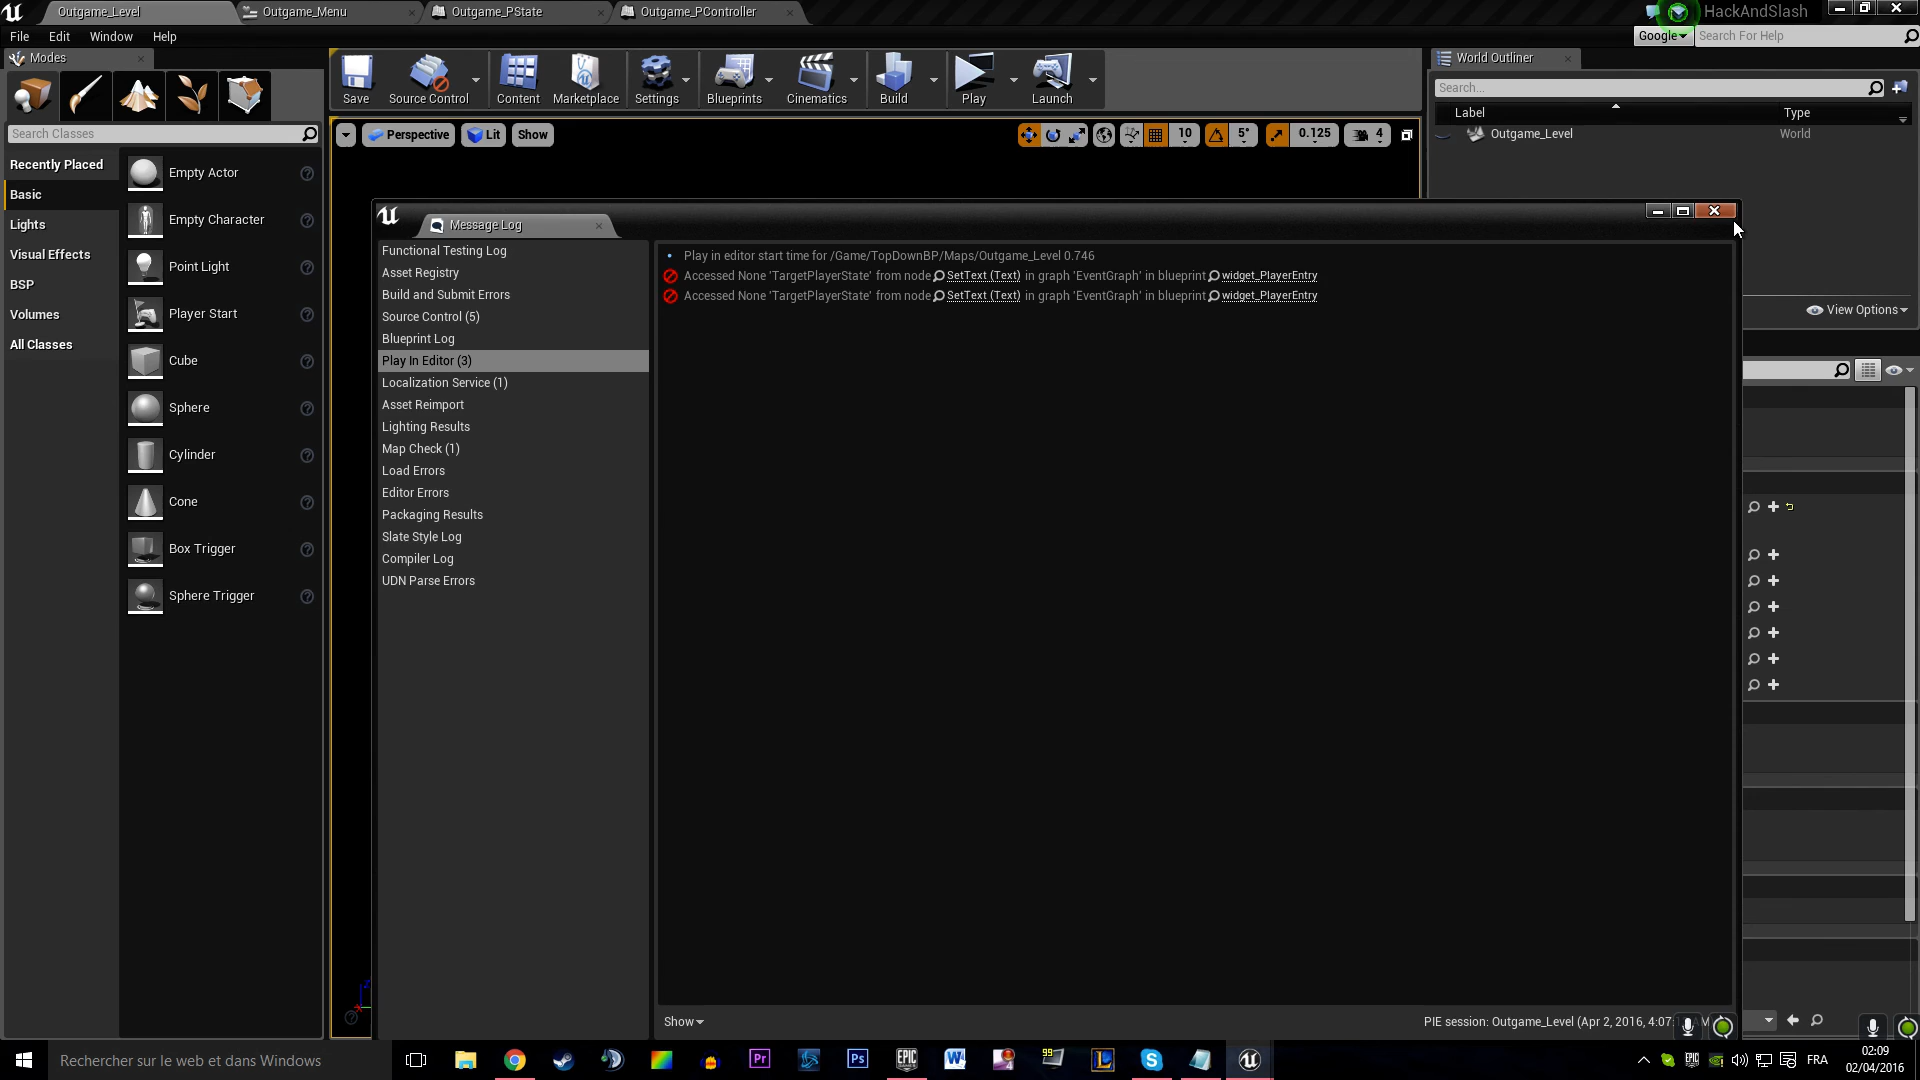 Outgame_Level
Outgame_Menu
Outgame_PState
Outgame_PController
HackAndSlash
File Edit Window Help
Google
Search For Help
Modes
Search Classes
Recently Placed
Basic
Lights
Visual Effects
BSP
Volumes
All Classes
Empty Actor
Empty Character
Point Light
Player Start
Cube
Sphere
Cylinder
Cone
Box Trigger
Sphere Trigger
Save
Source Control
Content
Marketplace
Settings
Blueprints
Cinematics
Build
Play
Launch
Perspective
Lit
Show
10
5°
0.125
4
World Outliner
Search...
Label
Type
Outgame_Level
World
View Options
Message Log
Functional Testing Log
Asset Registry
Build and Submit Errors
Source Control (5)
Blueprint Log
Play In Editor (3)
Localization Service (1)
Asset Reimport
Lighting Results
Map Check (1)
Load Errors
Editor Errors
Packaging Results
Slate Style Log
Compiler Log
UDN Parse Errors
Play in editor start time for /Game/TopDownBP/Maps/Outgame_Level 0.746
Accessed None 'TargetPlayerState' from node SetText (Text) in graph 'EventGraph' in blueprint widget_PlayerEntry
Accessed None 'TargetPlayerState' from node SetText (Text) in graph 'EventGraph' in blueprint widget_PlayerEntry
Show
PIE session: Outgame_Level (Apr 2, 2016, 4:07:
Rechercher sur le web et dans Windows
EPIC
GAMES
Pr
Ps
FRA
02:09
02/04/2016